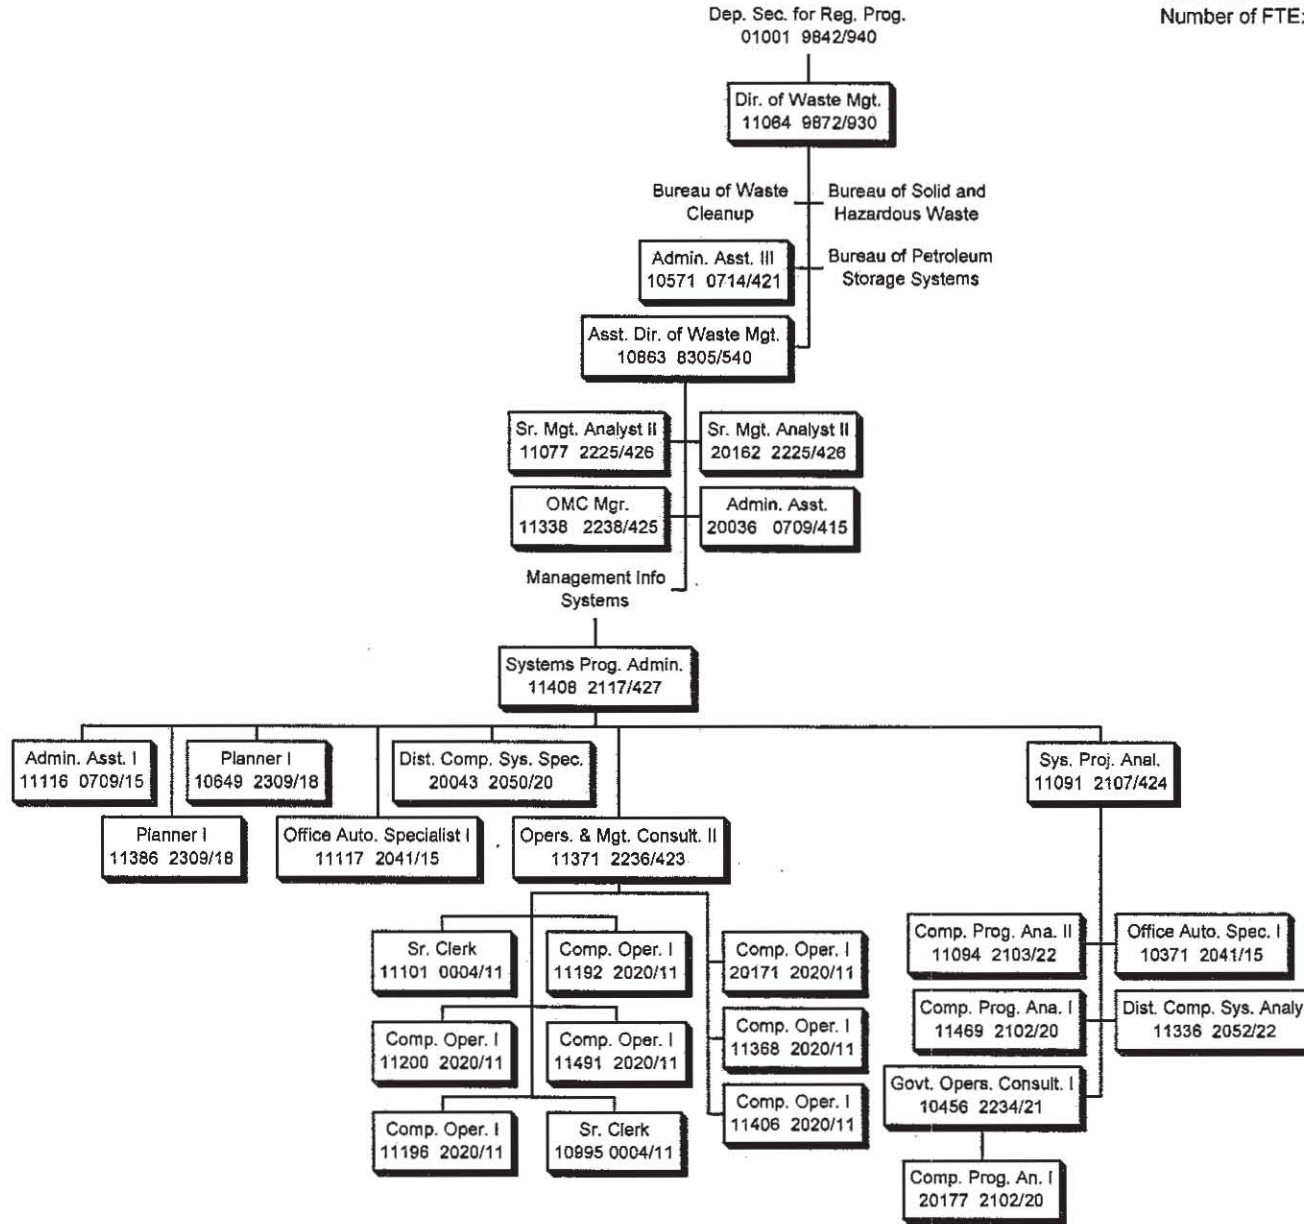 Dep. Sec. for Reg. Prog.
01001 9842/940
Number of FTE:
Dir. of Waste Mgt.
11064 9872/930
Bureau of Waste
Cleanup
Bureau of Solid and
Hazardous Waste
Admin. Asst. III
10571 0714/421
Bureau of Petroleum
Storage Systems
Asst. Dir. of Waste Mgt.
10863 8305/540
Sr. Mgt. Analyst II
11077 2225/426
Sr. Mgt. Analyst II
20162 2225/426
OMC Mgr.
11338 2238/425
Admin. Asst.
20036 0709/415
Management Info
Systems
Systems Prog. Admin.
11408 2117/427
Admin. Asst. I
11116 0709/15
Planner I
10649 2309/18
Dist. Comp. Sys. Spec.
20043 2050/20
Sys. Proj. Anal.
11091 2107/424
Planner I
11386 2309/18
Office Auto. Specialist I
11117 2041/15
Opers. & Mgt. Consult. II
11371 2236/423
Sr. Clerk
11101 0004/11
Comp. Oper. I
11192 2020/11
Comp. Oper. I
20171 2020/11
Comp. Prog. Ana. II
11094 2103/22
Office Auto. Spec. I
10371 2041/15
Comp. Oper. I
11200 2020/11
Comp. Oper. I
11491 2020/11
Comp. Oper. I
11368 2020/11
Comp. Prog. Ana. I
11469 2102/20
Dist. Comp. Sys. Analy
11336 2052/22
Govt. Opers. Consult. I
10456 2234/21
Comp. Oper. I
11196 2020/11
Sr. Clerk
10995 0004/11
Comp. Oper. I
11406 2020/11
Comp. Prog. An. I
20177 2102/20